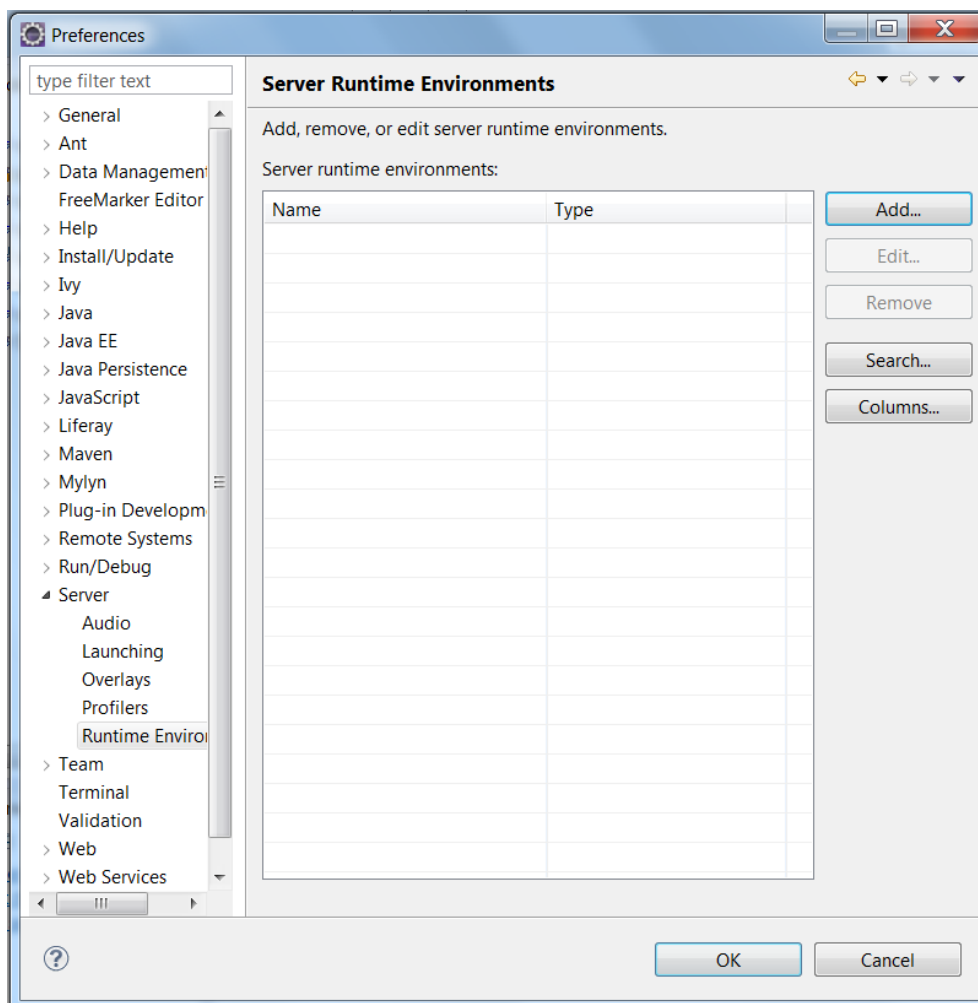 Preferences
type filter text
General
Ant
Data Management
FreeMarker Editor
Help
Install/Update
Ivy
Java
Java EE
Java Persistence
JavaScript
Liferay
Maven
Mylyn
Plug-in Developm
Remote Systems
Run/Debug
Server
Audio
Launching
Overlays
Profilers
Runtime Enviro
Team
Terminal
Validation
Web
Web Services
Server Runtime Environments
Add, remove, or edit server runtime environments.
Server runtime environments:
Name Type
Add...
Edit...
Remove
Search...
Columns...
OK Cancel